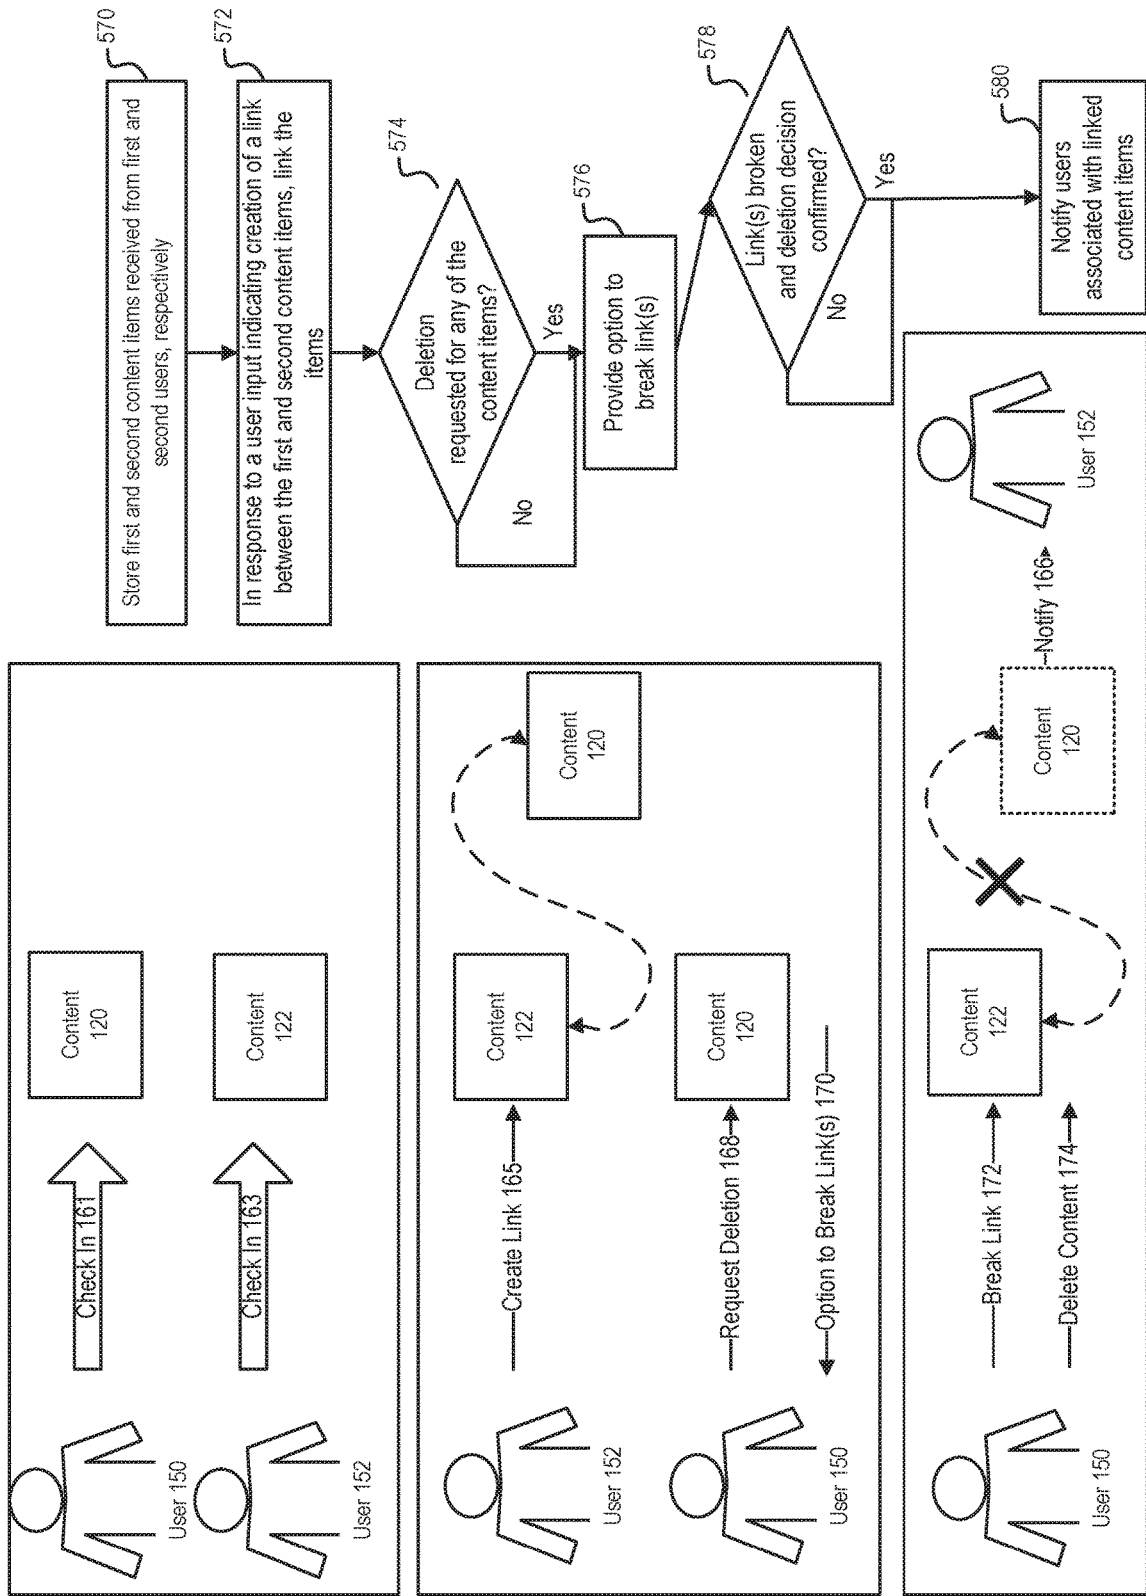 570
Store first and second content items received from first and
second users, respectively
572
In response to a user input indicating creation of a link
between the first and second content items, link the
items
574
Deletion
requested for any of the
content items?
No
Yes
576
Provide option to
break link(s)
578
Link(s) broken
and deletion decision
confirmed?
No
Yes
580
Notify users
associated with linked
content items
User 150
Check In 161
Content
120
User 152
Check In 163
Content
122
User 152
Create Link 165
Content
122
Content
120
User 150
Request Deletion 168
Content
120
Option to Break Link(s) 170
User 150
Break Link 172
Delete Content 174
Content
122
Content
120
Notify 166
User 152